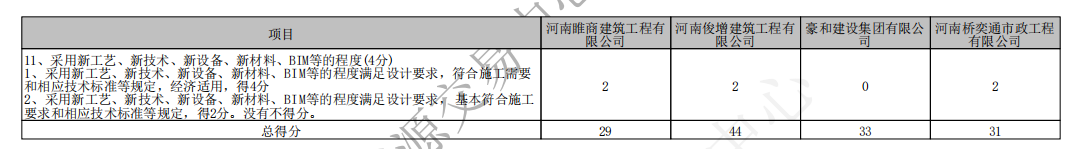 项目
河南睢商建筑工程有限公司
河南俊增建筑工程有限公司
豪和建设集团有限公司
河南桥奕通市政工程有限公司
11、采用新工艺、新技术、新设备、新材料、BIM等的程度(4分)
1、采用新工艺、新技术、新设备、新材料、BIM等的程度满足设计要求，符合施工需要
和相应技术标准等规定，经济适用，得4分
2、采用新工艺、新技术、新设备、新材料、BIM等的程度满足设计要求，基本符合施工
要求和相应技术标准等规定，得2分。没有不得分。
2
2
0
2
总得分
29
44
33
31
源交易
中心
中心